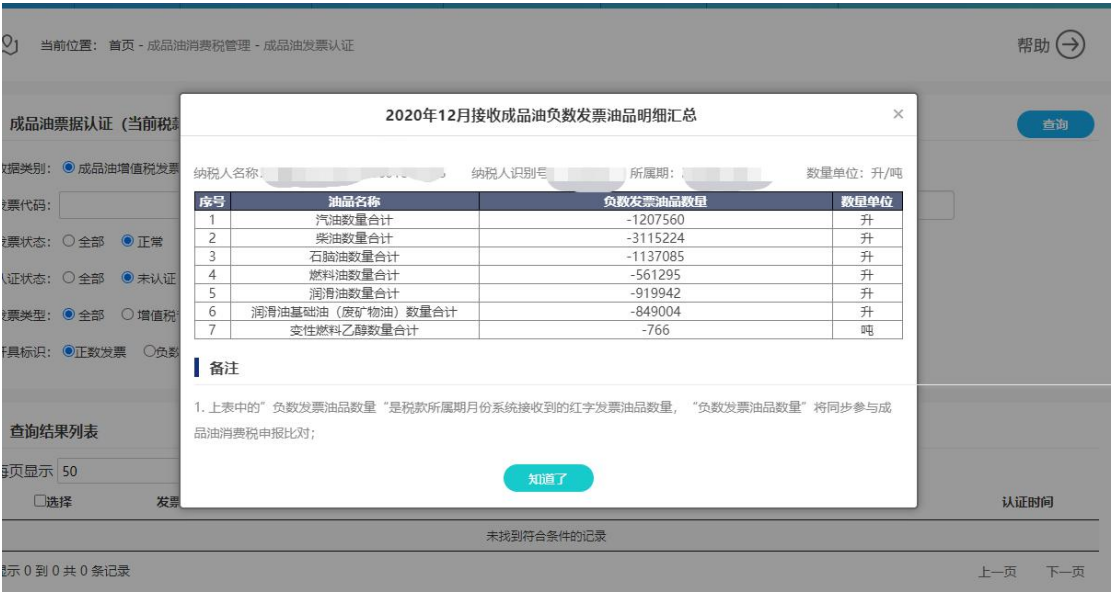 当前位置： 首页 - 成品油消费税管理 - 成品油发票认证
帮助
成品油票据认证（当前税款
查询
数据类别： 成品油增值税发票
发票代码：
发票状态： 全部 正常
认证状态： 全部 未认证
发票类型： 全部 增值税
开具标识： 正数发票 负数
查询结果列表
每页显示 50
选择 发票 认证时间
未找到符合条件的记录
显示 0 到 0 共 0 条记录
上一页 下一页
2020年12月接收成品油负数发票油品明细汇总
×
纳税人名称： 纳税人识别号 所属期： 数量单位：升/吨
序号 油品名称 负数发票油品数量 数量单位
1 汽油数量合计 -1207560 升
2 柴油数量合计 -3115224 升
3 石脑油数量合计 -1137085 升
4 燃料油数量合计 -561295 升
5 润滑油数量合计 -919942 升
6 润滑油基础油（废矿物油）数量合计 -849004 升
7 变性燃料乙醇数量合计 -766 吨
备注
1. 上表中的”负数发票油品数量“是税款所属期月份系统接收到的红字发票油品数量，“负数发票油品数量”将同步参与成
品油消费税申报比对；
知道了